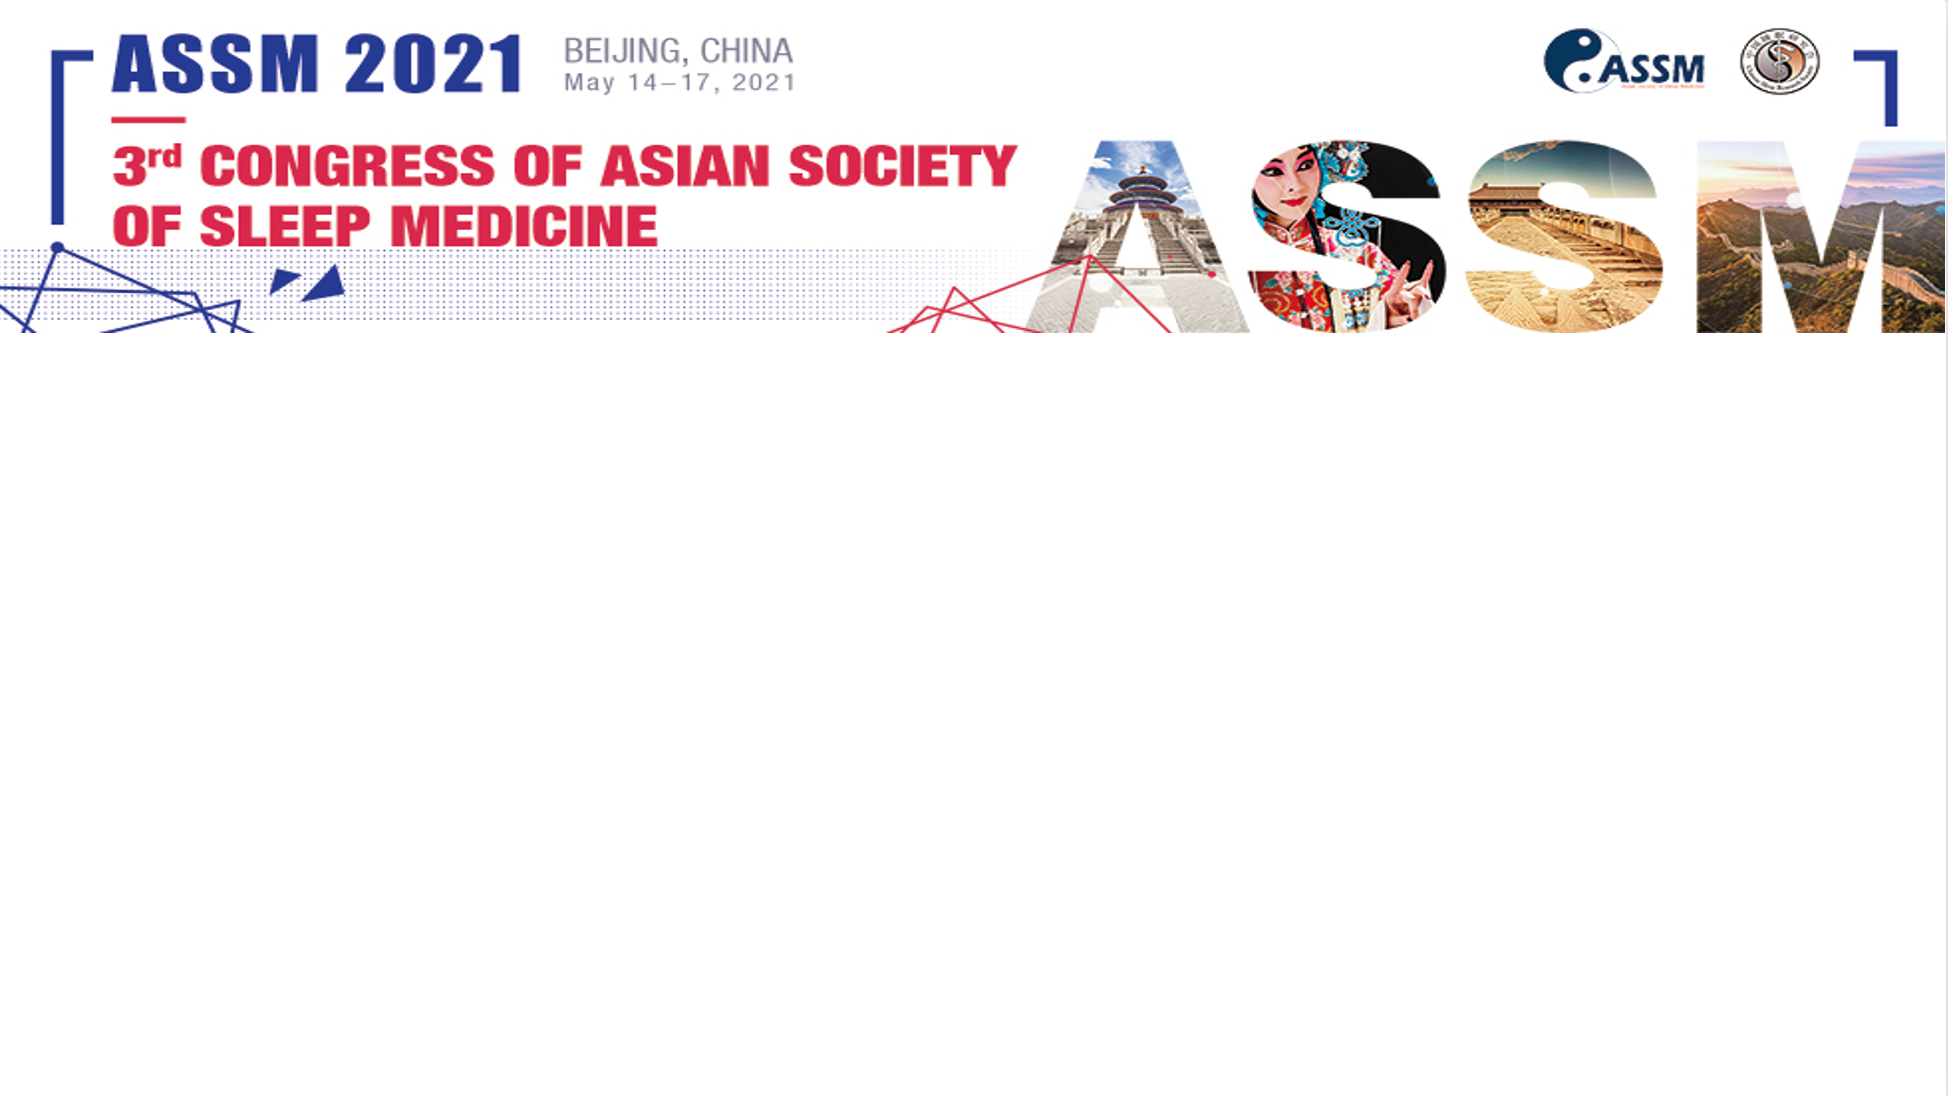 ASSM 2021
BEIJING, CHINA
May 14–17, 2021
ASSM
3rd CONGRESS OF ASIAN SOCIETY
OF SLEEP MEDICINE
ASSM